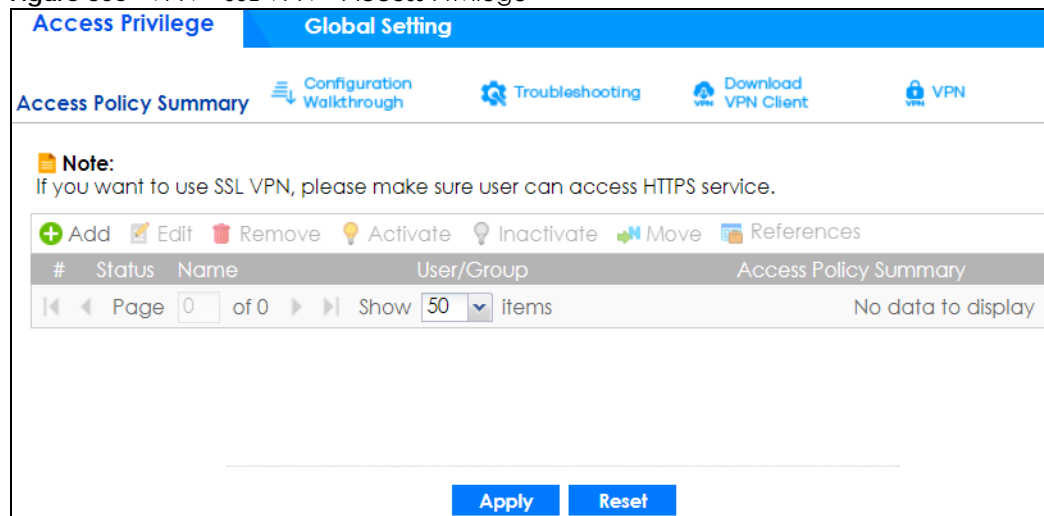 Access Privilege Global Setting
Access Policy Summary Configuration Walkthrough Troubleshooting Download VPN Client VPN
Note:
If you want to use SSL VPN, please make sure user can access HTTPS service.
Add Edit Remove Activate Inactivate Move References
# Status Name User/Group Access Policy Summary
Page 0 of 0 Show 50 items No data to display
Apply Reset